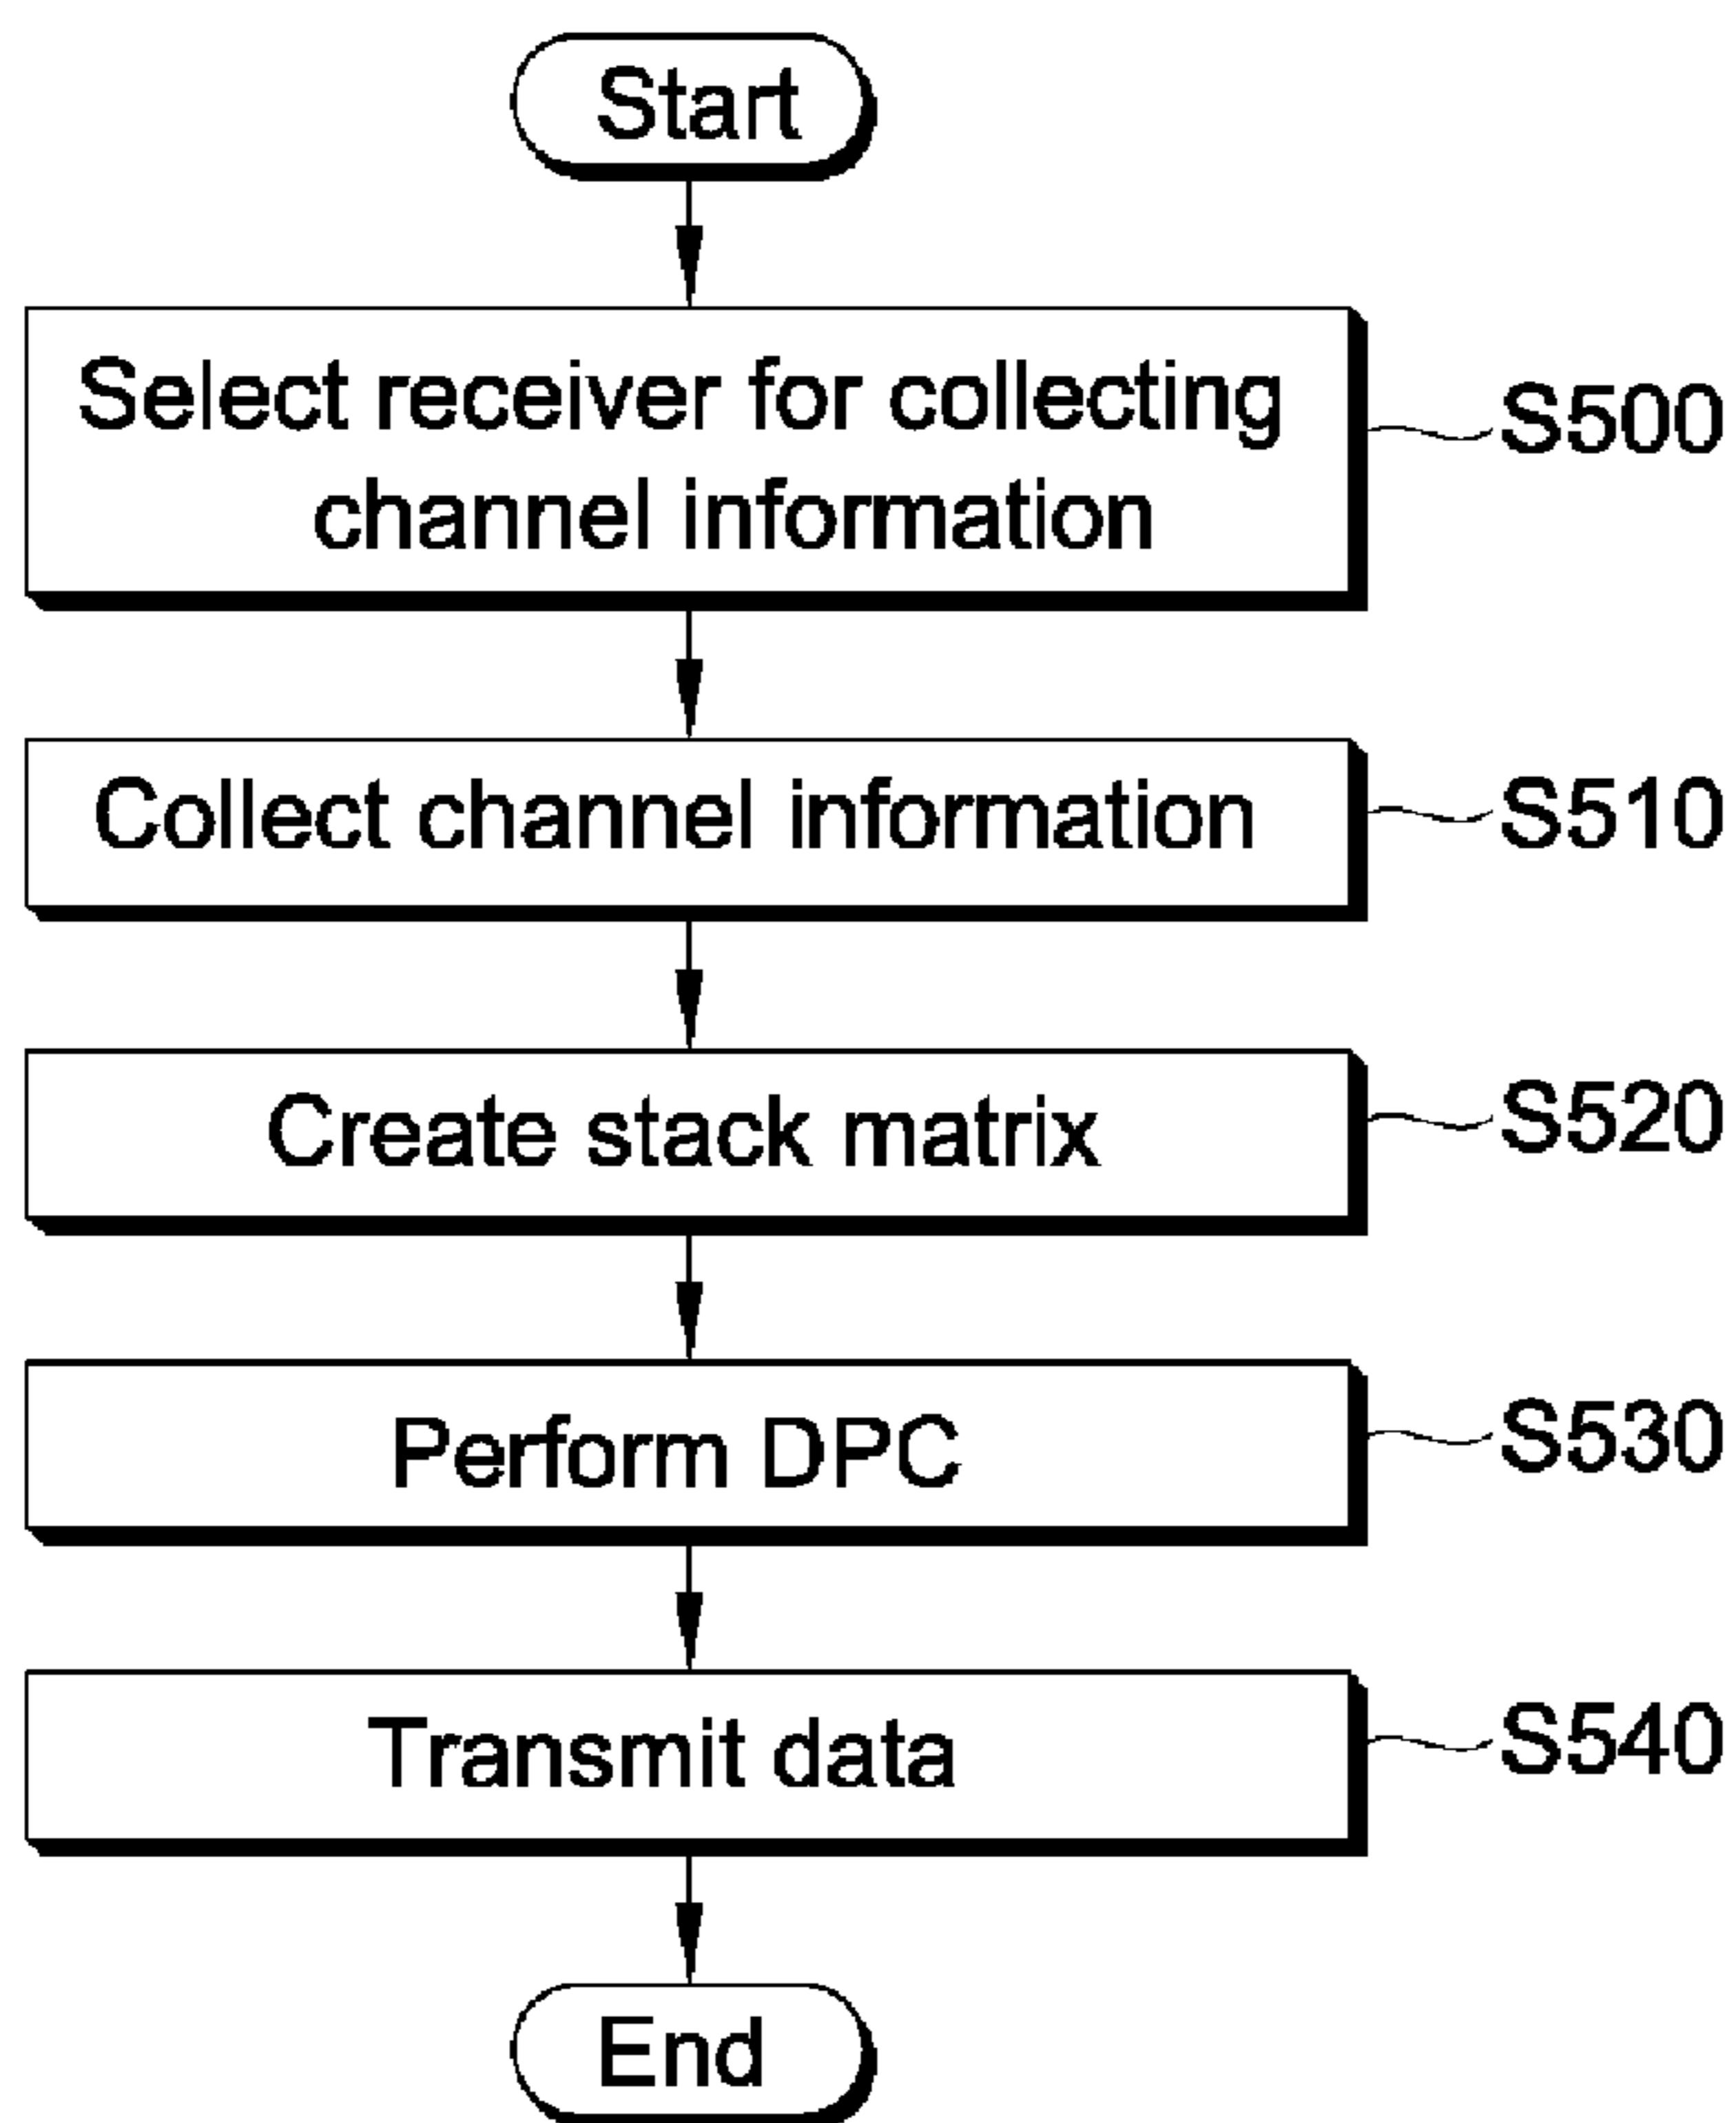 Start
Select receiver for collecting
channel information
S500
Collect channel information
S510
Create stack matrix
S520
Perform DPC
S530
Transmit data
S540
End